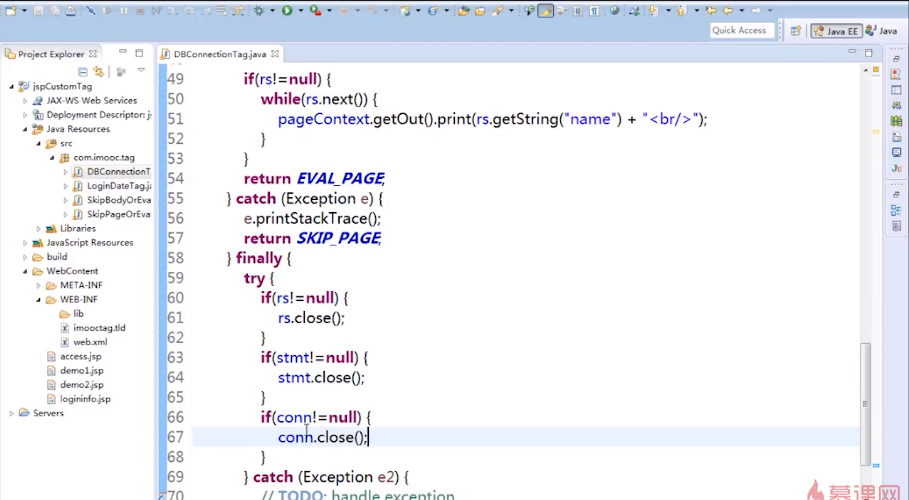 Quick Access
Java EE
Java
Project Explorer
DBConnectionTag.java
jspCustomTag
JAX-WS Web Services
Deployment Descriptor: js
Java Resources
src
com.imooc.tag
DBConnectionT
LoginDateTag.ja
SkipBodyOrEva
SkipPageOrEva
Libraries
JavaScript Resources
build
WebContent
META-INF
WEB-INF
lib
imooctag.tld
web.xml
access.jsp
demo1.jsp
demo2.jsp
logininfo.jsp
Servers
49 if(rs!=null) {
50 while(rs.next()) {
51 pageContext.getOut().print(rs.getString("name") + "<br/>");
52 }
53 }
54 return EVAL_PAGE;
55 } catch (Exception e) {
56 e.printStackTrace();
57 return SKIP_PAGE;
58 } finally {
59 try {
60 if(rs!=null) {
61 rs.close();
62 }
63 if(stmt!=null) {
64 stmt.close();
65 }
66 if(conn!=null) {
67 conn.close();
68 }
69 } catch (Exception e2) {
70 // TODO: handle exception
慕课网